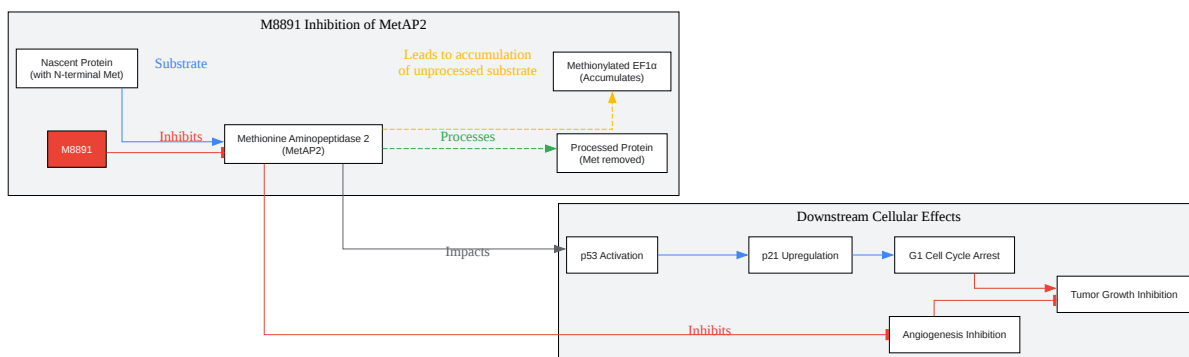 M8891 Inhibition of MetAP2
Nascent Protein
(with N-terminal Met)
Substrate
Leads to accumulation
of unprocessed substrate
Methionylated EF1α
(Accumulates)
M8891
Inhibits
Methionine Aminopeptidase 2
(MetAP2)
Processes
Processed Protein
(Met removed)
Downstream Cellular Effects
Impacts
p53 Activation
p21 Upregulation
G1 Cell Cycle Arrest
Tumor Growth Inhibition
Inhibits
Angiogenesis Inhibition